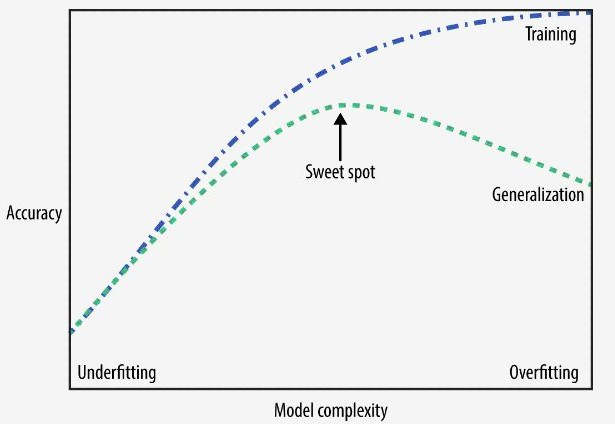 Training
Sweet spot
Generalization
Accuracy
Underfitting
Overfitting
Model complexity